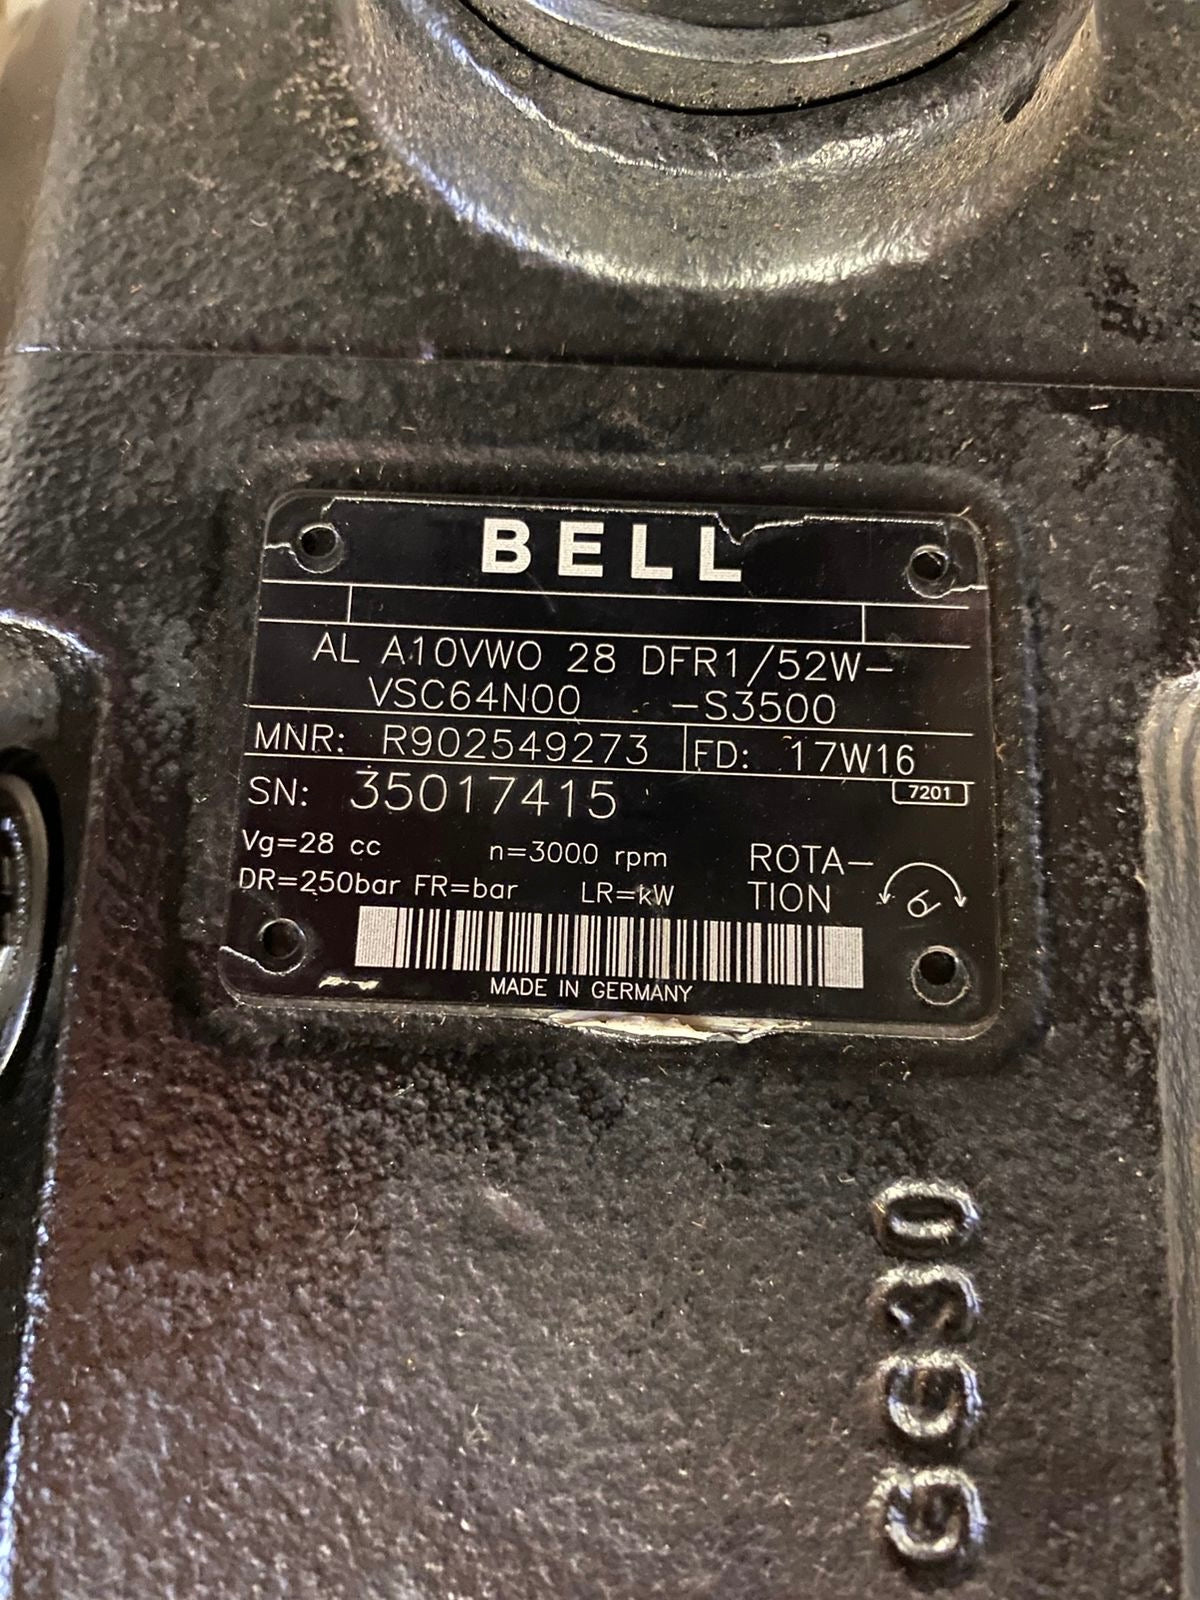 BELL
AL A10VWO 28 DFR1/52W-
VSC64N00 -S3500
MNR: R902549273 FD: 17W16
SN: 35017415
7201
Vg=28 cc n=3000 rpm
DR=250bar FR=bar LR=kW
ROTA-
TION
MADE IN GERMANY
GG30